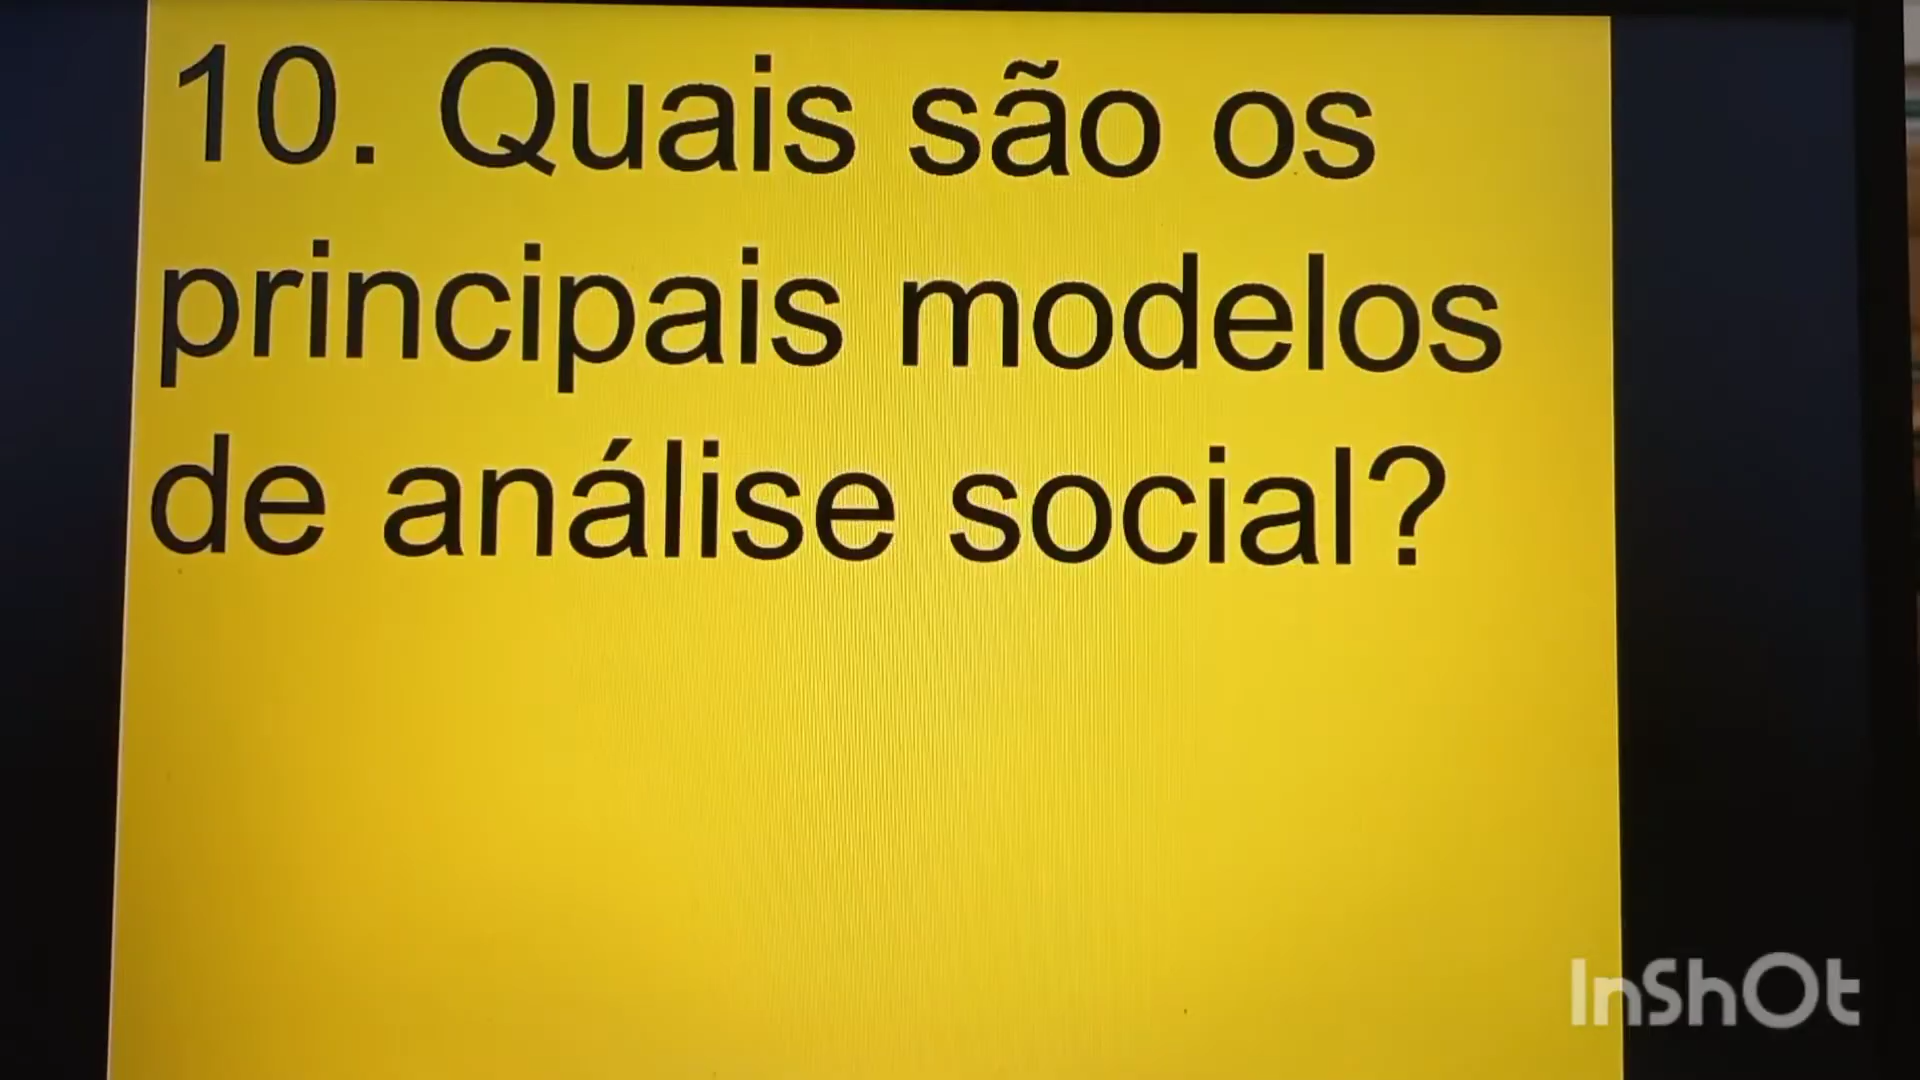 10. Quais são os
principais modelos
de análise social?
InShOt